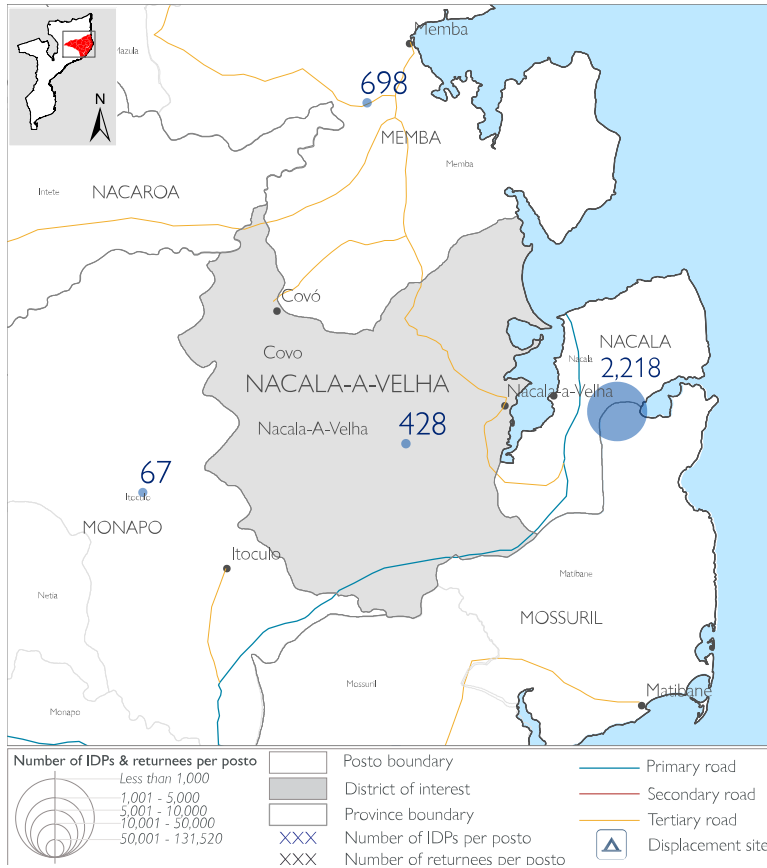 Mazula
Memba
N
698
MEMBA
Memba
Intete
NACAROA
Covó
Covo
NACALA-A-VELHA
Nacala-A-Velha
428
NACALA
Nacala
2,218
Nacala-a-Velha
67
Itoculo
MONAPO
Itoculo
Netia
Matibane
MOSSURIL
Mossuril
Matibane
Monapo
Number of IDPs & returnees per posto
Less than 1,000
1,001 - 5,000
5,001 - 10,000
10,001 - 50,000
50,001 - 131,520
Posto boundary
District of interest
Province boundary
XXX Number of IDPs per posto
XXX Number of returnees per posto
Primary road
Secondary road
Tertiary road
Displacement site